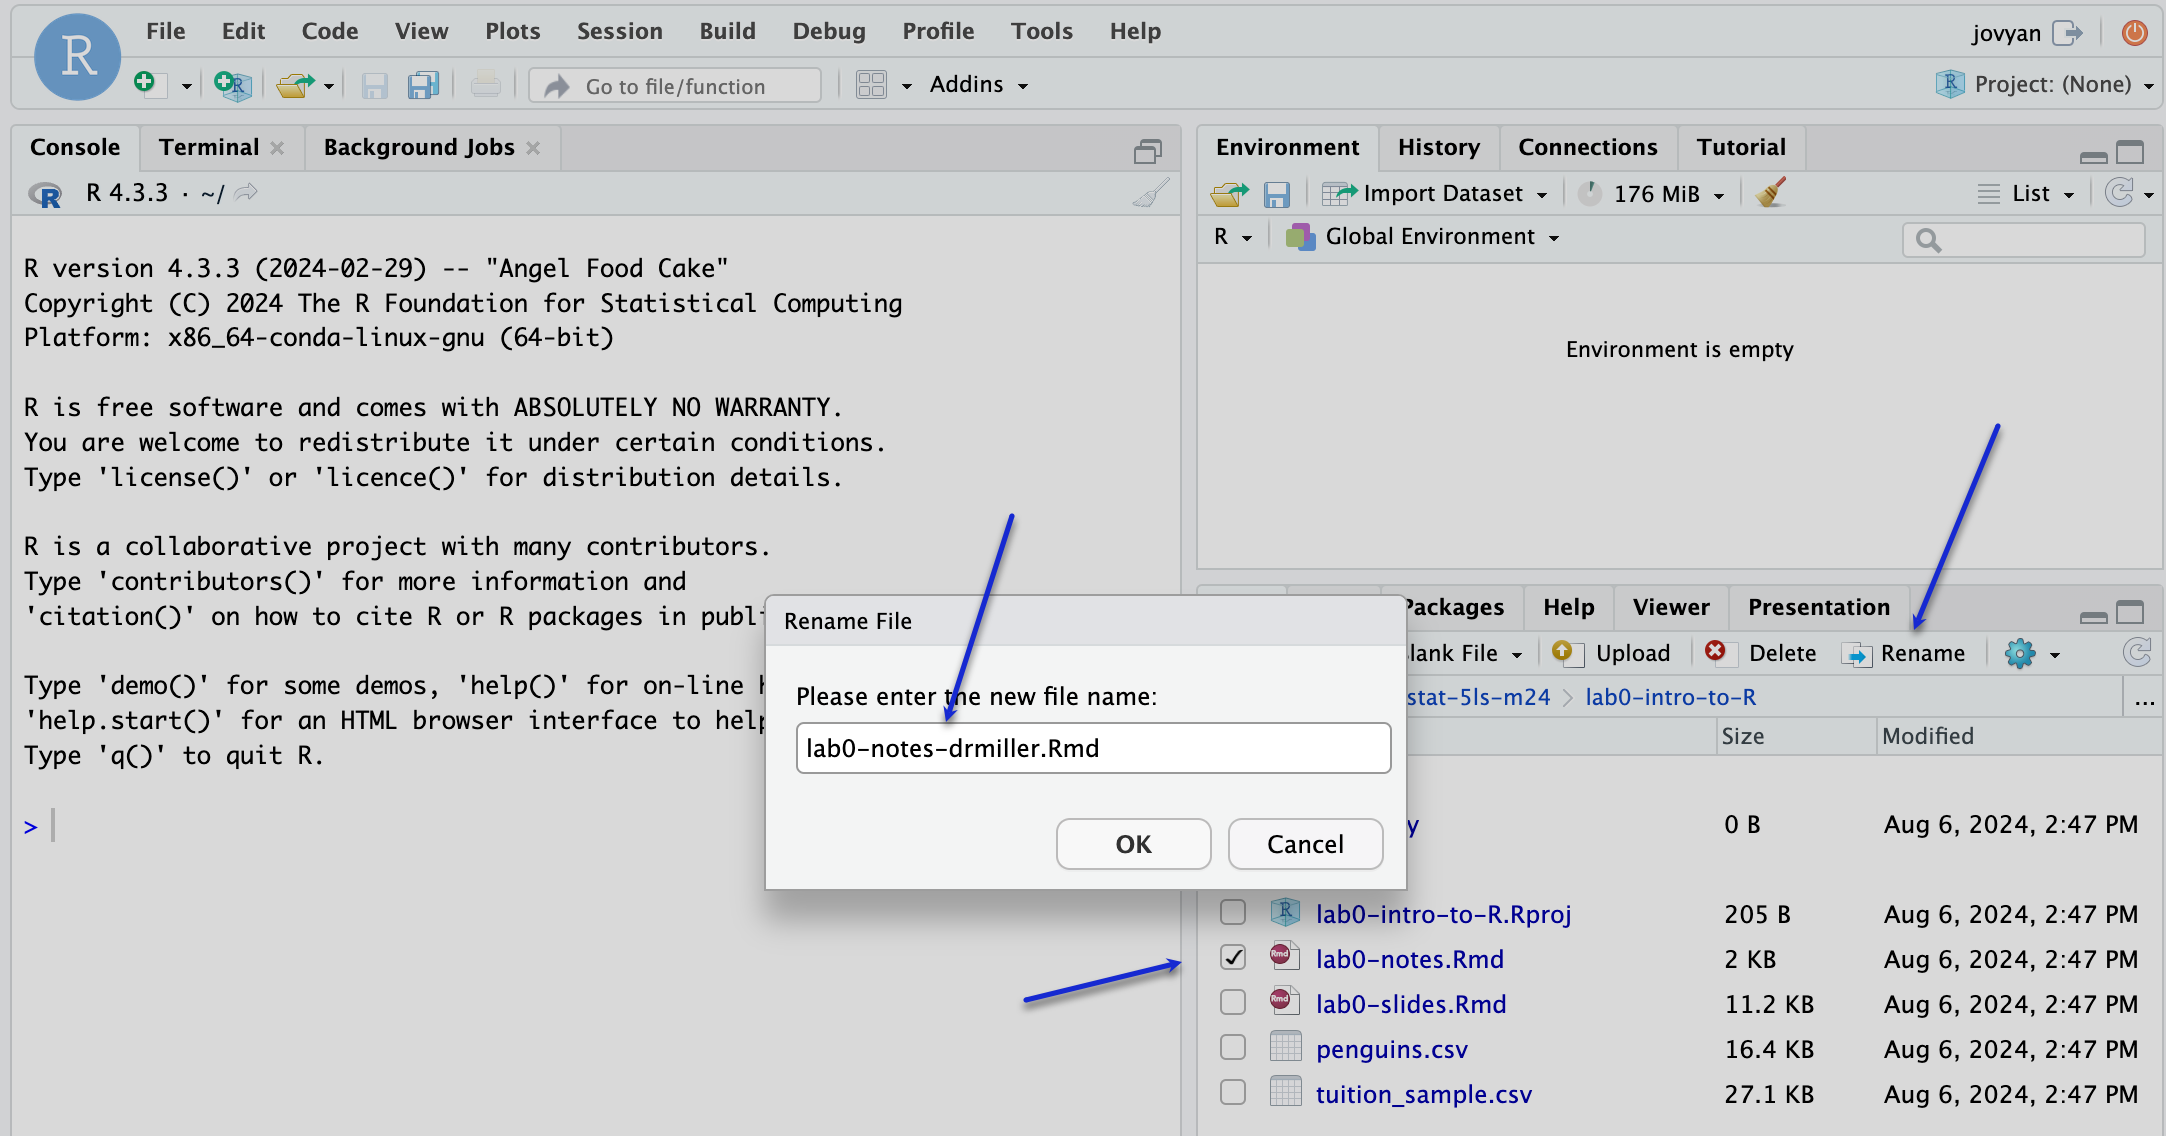 R
File Edit Code View Plots Session Build Debug Profile Tools Help
jovyan
Go to file/function
Addins
Project: (None)
Console Terminal Background Jobs
R 4.3.3 · ~/
R version 4.3.3 (2024-02-29) -- "Angel Food Cake"
Copyright (C) 2024 The R Foundation for Statistical Computing
Platform: x86_64-conda-linux-gnu (64-bit)
R is free software and comes with ABSOLUTELY NO WARRANTY.
You are welcome to redistribute it under certain conditions.
Type 'license()' or 'licence()' for distribution details.
R is a collaborative project with many contributors.
Type 'contributors()' for more information and
'citation()' on how to cite R or R packages in publi
Type 'demo()' for some demos, 'help()' for on-line h
'help.start()' for an HTML browser interface to help
Type 'q()' to quit R.
>
Environment History Connections Tutorial
Import Dataset 176 MiB List
R Global Environment
Environment is empty
Rename File
Please enter the new file name:
lab0-notes-drmiller.Rmd
OK Cancel
Packages Help Viewer Presentation
lank File Upload Delete Rename
stat-5ls-m24 > lab0-intro-to-R ...
Size Modified
y 0 B Aug 6, 2024, 2:47 PM
lab0-intro-to-R.Rproj 205 B Aug 6, 2024, 2:47 PM
lab0-notes.Rmd 2 KB Aug 6, 2024, 2:47 PM
lab0-slides.Rmd 11.2 KB Aug 6, 2024, 2:47 PM
penguins.csv 16.4 KB Aug 6, 2024, 2:47 PM
tuition_sample.csv 27.1 KB Aug 6, 2024, 2:47 PM